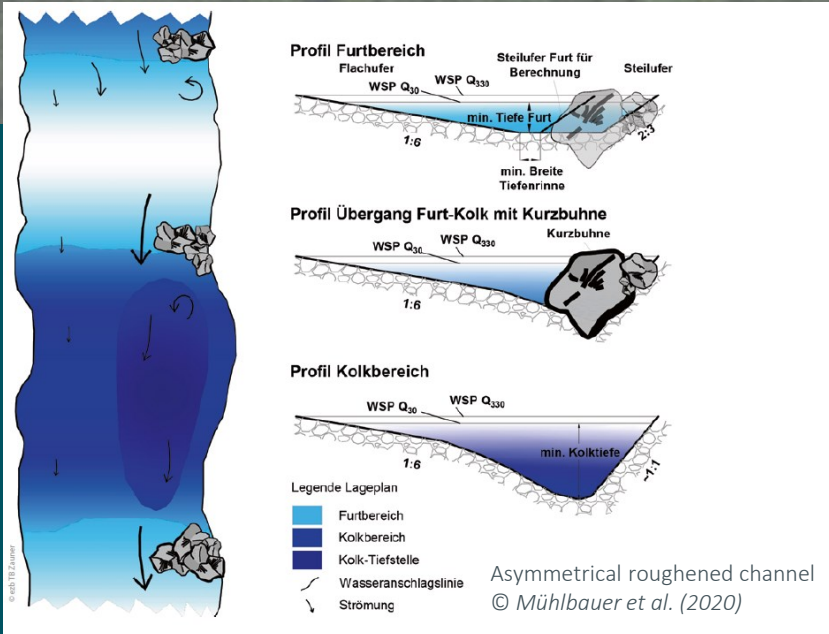 Profil Furtbereich
Flachufer
Steilufer Furt für
Berechnung
Steilufer
WSP Q30
WSP Q330
min. Tiefe Furt
1:6
2:3
min. Breite
Tiefenrinne
Profil Übergang Furt-Kolk mit Kurzbuhne
WSP Q30
WSP Q330
Kurzbuhne
1:6
Profil Kolkbereich
WSP Q30
WSP Q330
min. Kolktiefe
1:6
~1:1
Legende Lageplan
Furtbereich
Kolkbereich
Kolk-Tiefstelle
Wasseranschlagslinie
Strömung
© ezb TB Zauner
Asymmetrical roughened channel
© Mühlbauer et al. (2020)